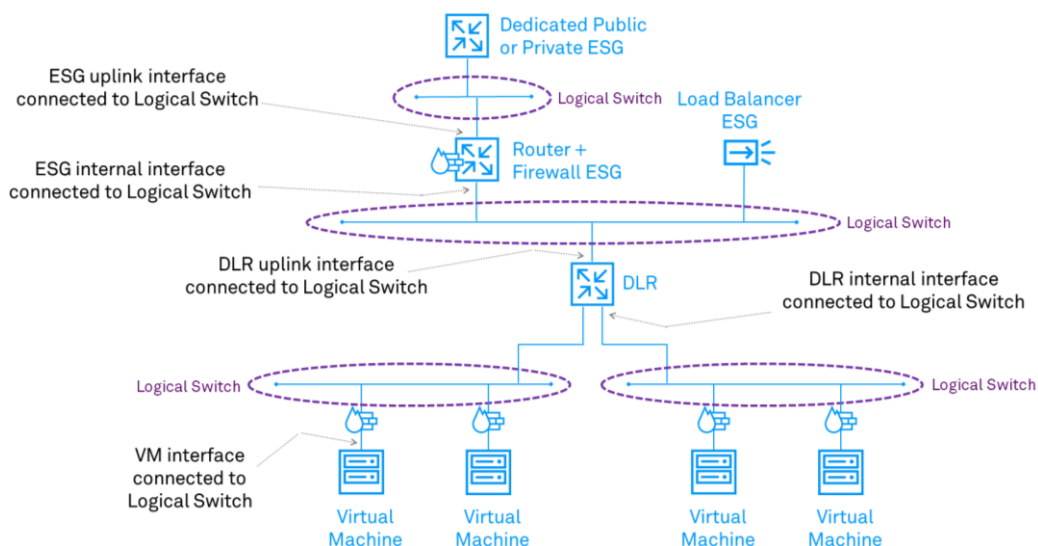 Dedicated Public
or Private ESG
ESG uplink interface
connected to Logical Switch
Logical Switch
Load Balancer
ESG
Router +
Firewall ESG
ESG internal interface
connected to Logical Switch
Logical Switch
DLR uplink interface
connected to Logical Switch
DLR
DLR internal interface
connected to Logical Switch
Logical Switch
Logical Switch
VM interface
connected to
Logical Switch
Virtual
Machine
Virtual
Machine
Virtual
Machine
Virtual
Machine